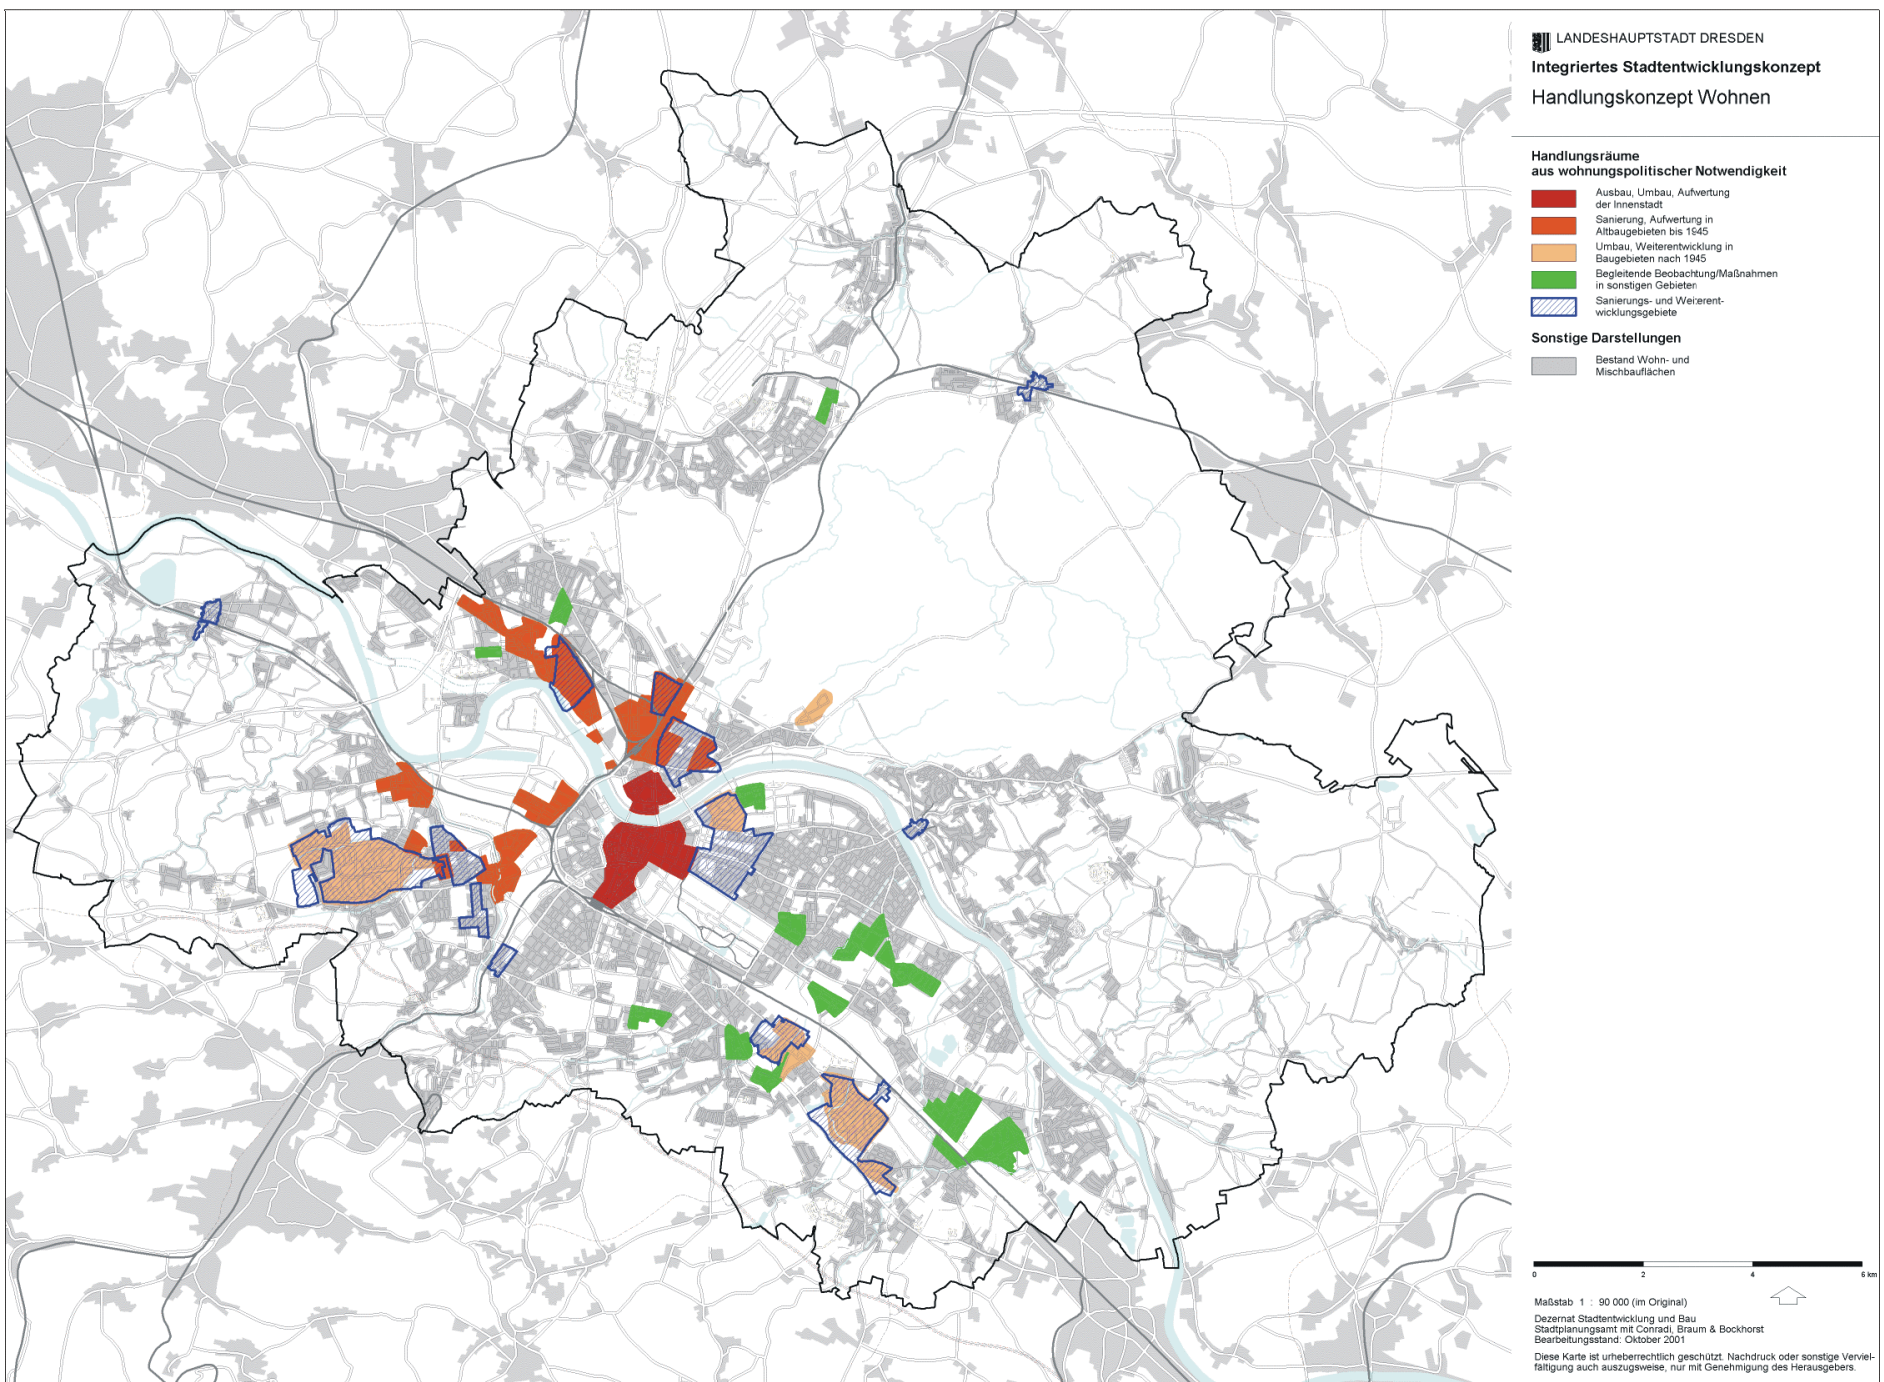 LANDESHAUPTSTADT DRESDEN
Integriertes Stadtentwicklungskonzept
Handlungskonzept Wohnen
Handlungsräume
aus wohnungspolitischer Notwendigkeit
Ausbau, Umbau, Aufwertung
der Innenstadt
Sanierung, Aufwertung in
Altbaugebieten bis 1945
Umbau, Weiterentwicklung in
Baugebieten nach 1945
Begleitende Beobachtung/Maßnahmen
in sonstigen Gebieten
Sanierungs- und Weiterent-
wicklungsgebiete
Sonstige Darstellungen
Bestand Wohn- und
Mischbauflächen
0 2 4 6 km
Maßstab 1 : 90 000 (im Original)
Dezernat Stadtentwicklung und Bau
Stadtplanungsamt mit Conradi, Braum & Bockhorst
Bearbeitungsstand: Oktober 2001
Diese Karte ist urheberrechtlich geschützt. Nachdruck oder sonstige Verviel-
fältigung auch auszugsweise, nur mit Genehmigung des Herausgebers.